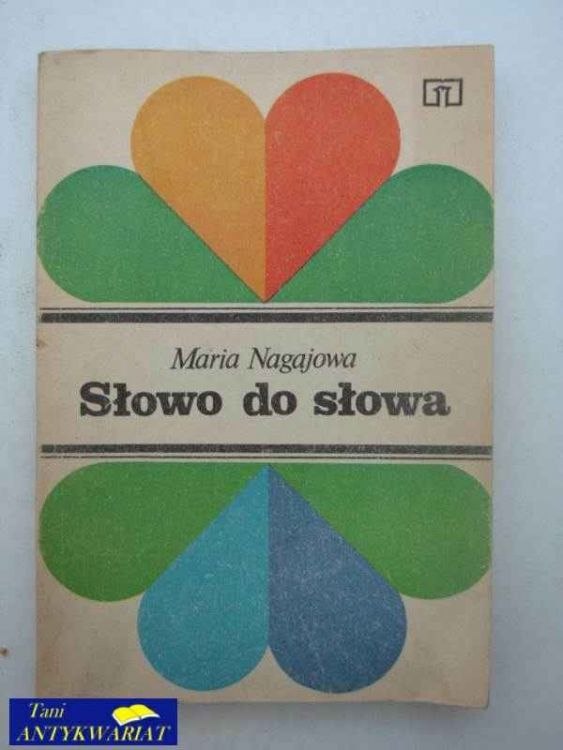 Maria Nagajowa
Słowo do słowa
Tani
ANTYKWARIAT